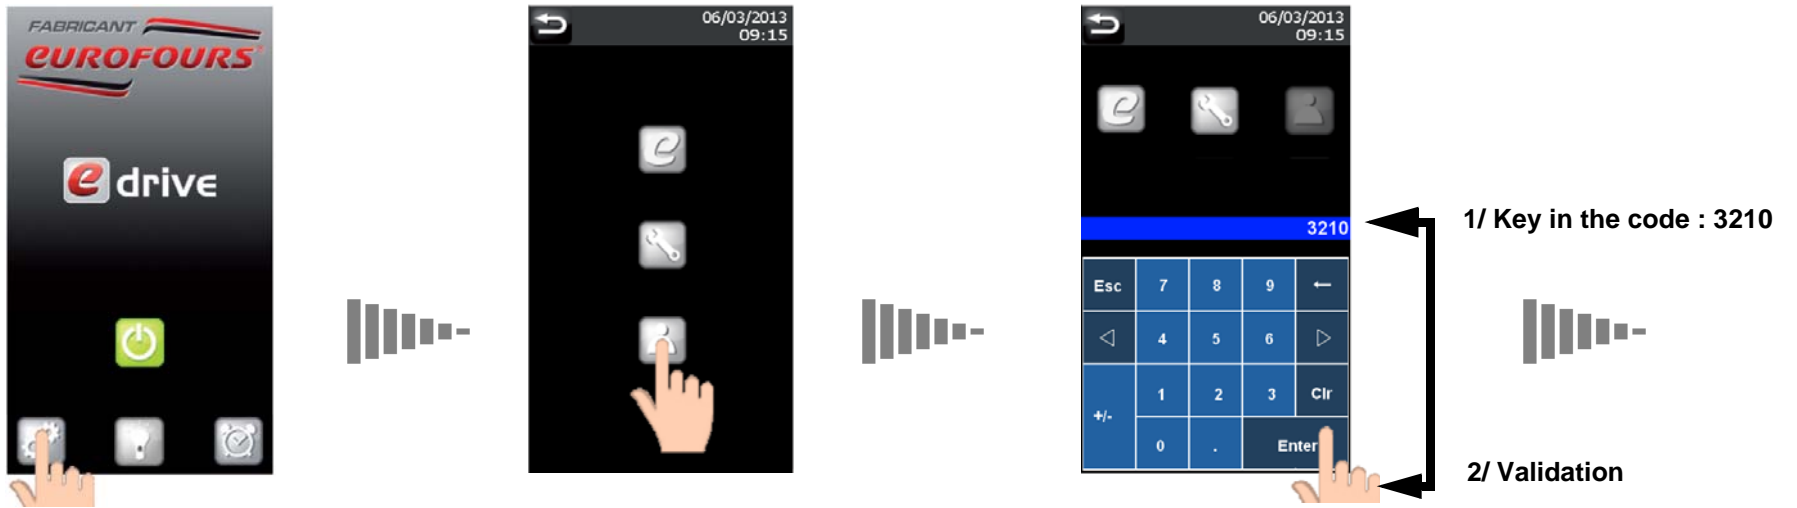 FABRICANT
EUROFOURS
e drive
06/03/2013
09:15
e
06/03/2013
09:15
e
3210
Esc 7 8 9 ←
◁ 4 5 6 ▷
+/- 1 2 3 Clr
0 . Enter
1/ Key in the code : 3210
2/ Validation